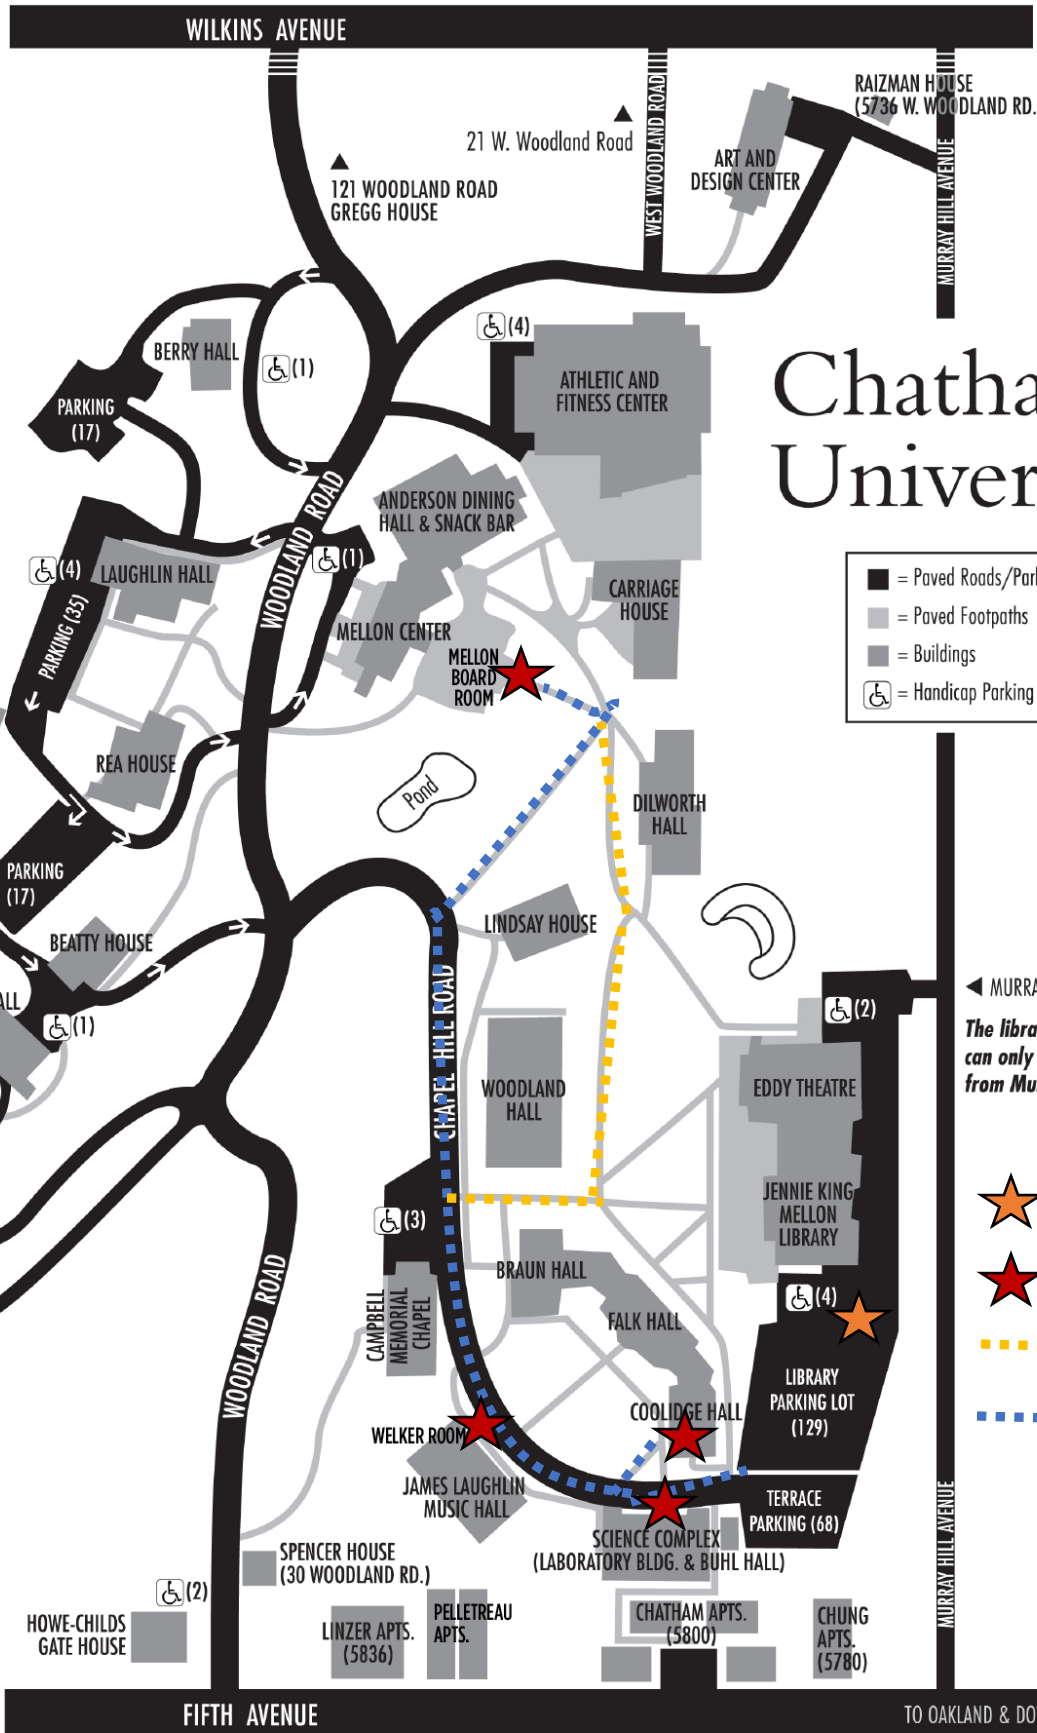 WILKINS AVENUE
RAIZMAN HOUSE
(5736 W. WOODLAND RD.
21 W. Woodland Road
WEST WOODLAND ROAD
ART AND
DESIGN CENTER
MURRAY HILL AVENUE
121 WOODLAND ROAD
GREGG HOUSE
(4)
BERRY HALL
(1)
ATHLETIC AND
FITNESS CENTER
Chatha
Univer
PARKING
(17)
WOODLAND ROAD
ANDERSON DINING
HALL & SNACK BAR
(1)
(4)
LAUGHLIN HALL
PARKING (35)
CARRIAGE
HOUSE
= Paved Roads/Parl
= Paved Footpaths
= Buildings
= Handicap Parking
MELLON CENTER
MELLON
BOARD
ROOM
REA HOUSE
Pond
DILWORTH
HALL
PARKING
(17)
BEATTY HOUSE
LINDSAY HOUSE
ALL
(1)
CHAPEL HILL ROAD
(2)
MURRA
The libra
can only
from Mu
WOODLAND
HALL
EDDY THEATRE
JENNIE KING
MELLON
LIBRARY
(3)
BRAUN HALL
CAMPBELL
MEMORIAL
CHAPEL
FALK HALL
(4)
WOODLAND ROAD
LIBRARY
PARKING LOT
(129)
COOLIDGE HALL
WELKER ROOM
JAMES LAUGHLIN
MUSIC HALL
TERRACE
PARKING (68)
SCIENCE COMPLEX
(LABORATORY BLDG. & BUHL HALL)
MURRAY HILL AVENUE
SPENCER HOUSE
(30 WOODLAND RD.)
(2)
HOWE-CHILDS
GATE HOUSE
LINZER APTS.
(5836)
PELLETREAU
APTS.
CHATHAM APTS.
(5800)
CHUNG
APTS.
(5780)
FIFTH AVENUE
TO OAKLAND & DO